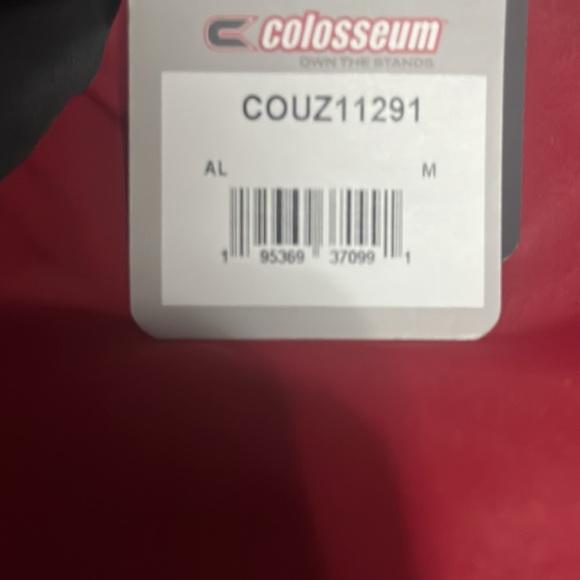 colosseum
OWN THE STANDS
COUZ11291
AL M
1 95369 37099 1